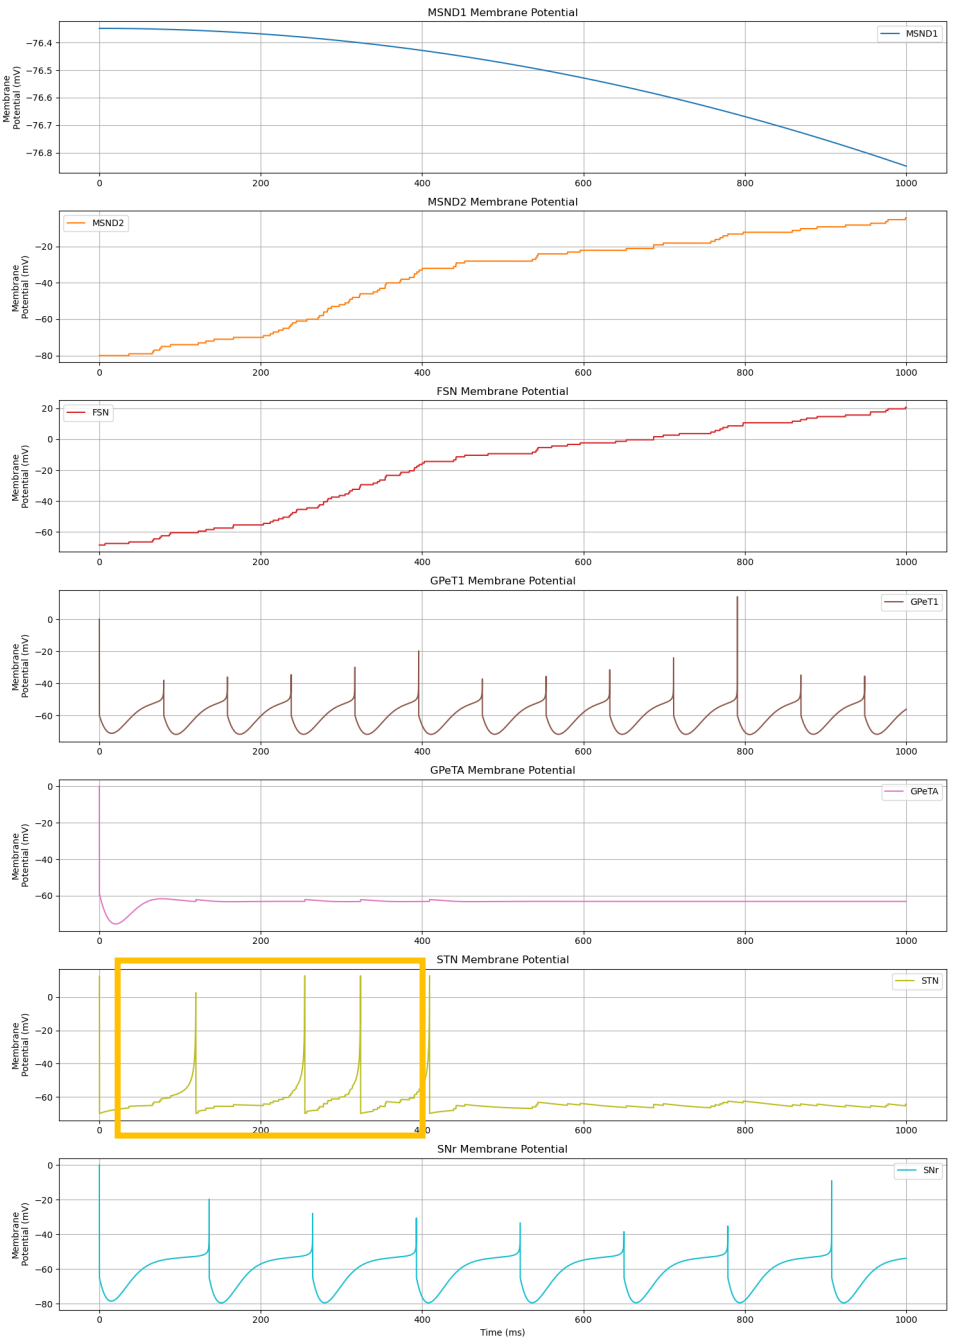 MSND1 Membrane Potential
MSND1
Membrane
Potential (mV)
−76.4
−76.5
−76.6
−76.7
−76.8
0 200 400 600 800 1000
MSND2 Membrane Potential
MSND2
Membrane
Potential (mV)
−20
−40
−60
−80
0 200 400 600 800 1000
FSN Membrane Potential
FSN
Membrane
Potential (mV)
20
0
−20
−40
−60
0 200 400 600 800 1000
GPeT1 Membrane Potential
GPeT1
Membrane
Potential (mV)
0
−20
−40
−60
0 200 400 600 800 1000
GPeTA Membrane Potential
GPeTA
Membrane
Potential (mV)
0
−20
−40
−60
0 200 400 600 800 1000
STN Membrane Potential
STN
Membrane
Potential (mV)
0
−20
−40
−60
0 200 400 600 800 1000
SNr Membrane Potential
SNr
Membrane
Potential (mV)
0
−20
−40
−60
−80
0 200 400 600 800 1000
Time (ms)